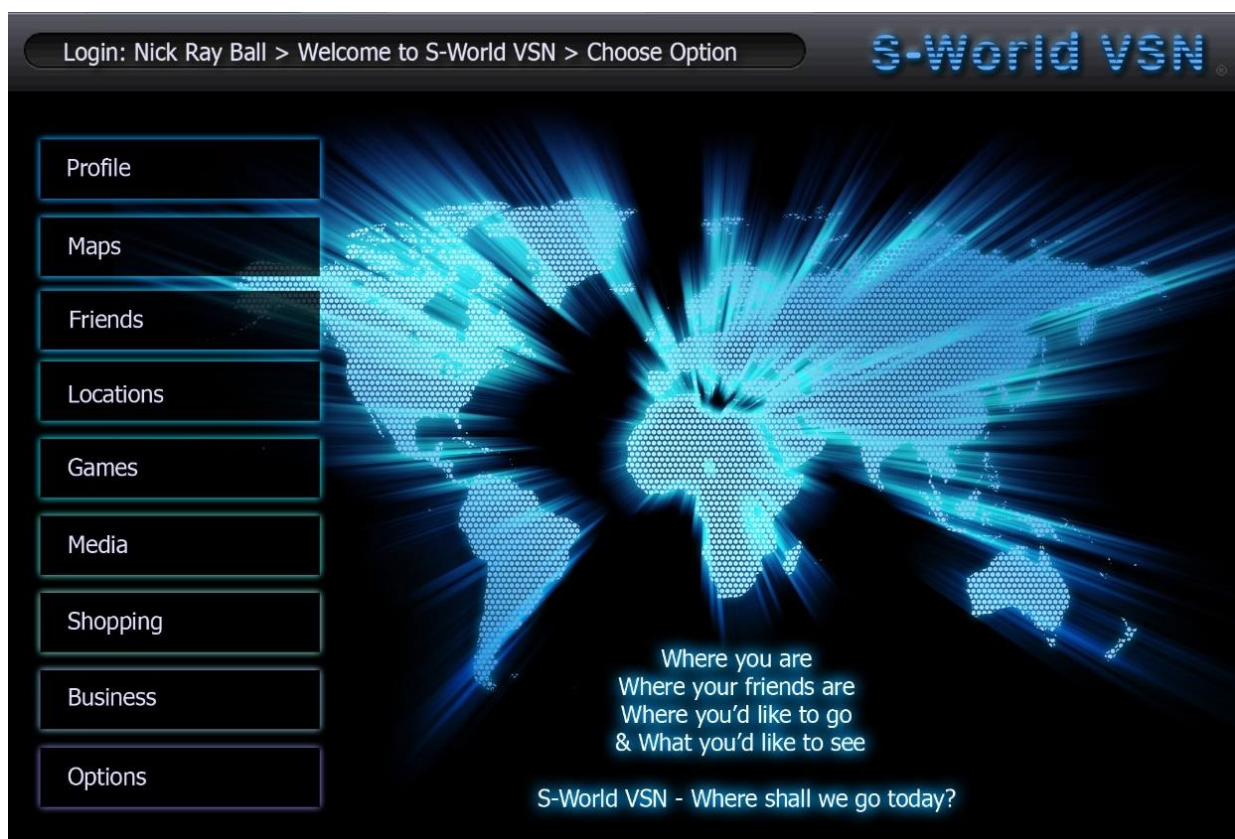 Login: Nick Ray Ball > Welcome to S-World VSN > Choose Option
S-World VSN ®
Profile
Maps
Friends
Locations
Games
Media
Shopping
Business
Options
Where you are
Where your friends are
Where you’d like to go
& What you’d like to see
S-World VSN - Where shall we go today?